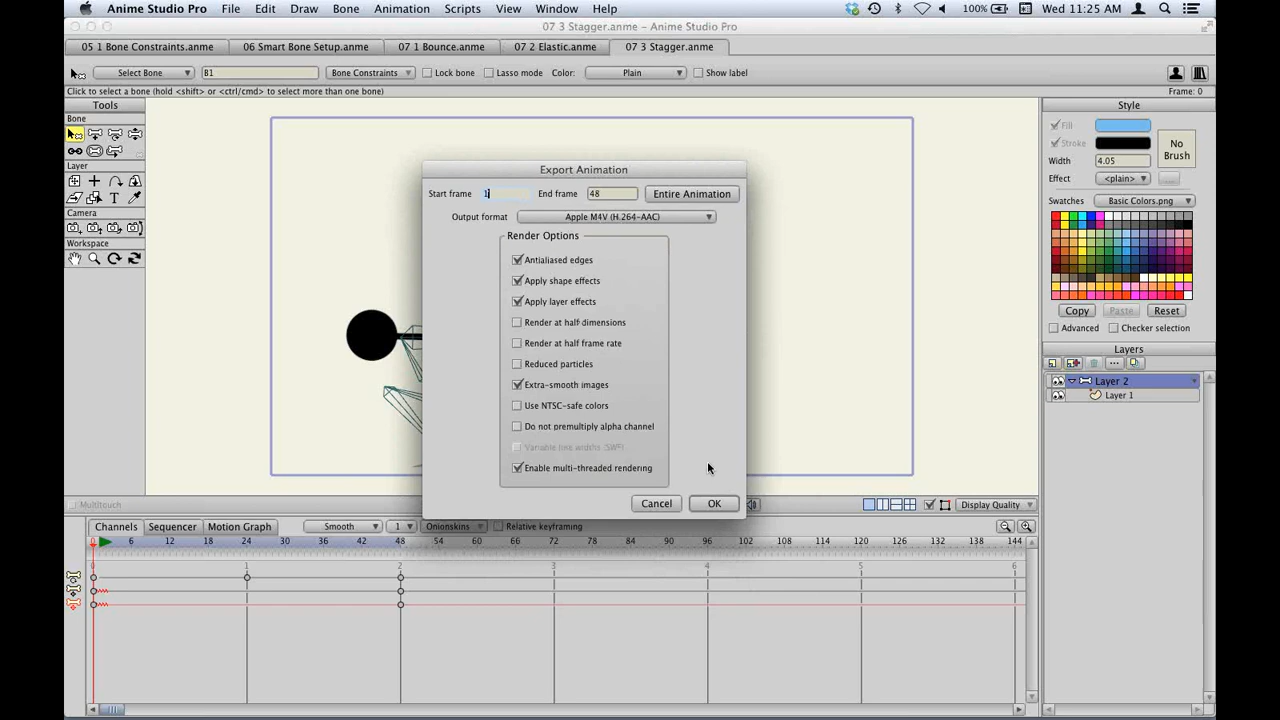 Anime Studio Pro File Edit Draw Bone Animation Scripts View Window Help 100% Wed 11:25 AM
07 3 Stagger.anme - Anime Studio Pro
05 1 Bone Constraints.anme 06 Smart Bone Setup.anme 07 1 Bounce.anme 07 2 Elastic.anme 07 3 Stagger.anme
Select Bone B1 Bone Constraints Lock bone Lasso mode Color: Plain Show label
Click to select a bone (hold <shift> or <ctrl/cmd> to select more than one bone) Frame: 0
Tools
Bone
Layer
Camera
Workspace
Export Animation
Start frame 1 End frame 48 Entire Animation
Output format Apple M4V (H.264-AAC)
Render Options
Antialiased edges
Apply shape effects
Apply layer effects
Render at half dimensions
Render at half frame rate
Reduced particles
Extra-smooth images
Use NTSC-safe colors
Do not premultiply alpha channel
Variable line widths (SWF)
Enable multi-threaded rendering
Cancel OK
Style
Fill
Stroke
No Brush
Width 4.05
Effect <plain> ...
Swatches Basic Colors.png
Copy Paste Reset
Advanced Checker selection
Layers
Layer 2
Layer 1
Multitouch Display Quality
Channels Sequencer Motion Graph Smooth 1 Onionskins Relative keyframing
0 6 12 18 24 30 36 42 48 54 60 66 72 78 84 90 96 102 108 114 120 126 132 138 144
0 1 2 3 4 5 6